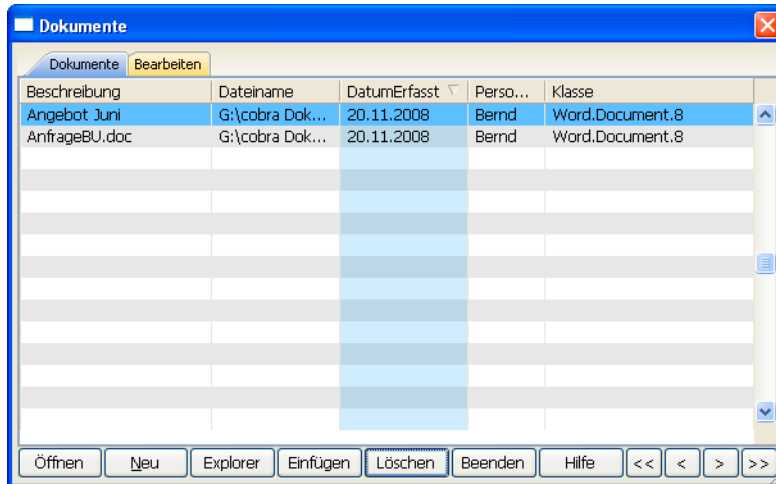 Dokumente
Dokumente Bearbeiten
Beschreibung Dateiname DatumErfasst Perso... Klasse
Angebot Juni G:\cobra Dok... 20.11.2008 Bernd Word.Document.8
AnfrageBU.doc G:\cobra Dok... 20.11.2008 Bernd Word.Document.8
Öffnen Neu Explorer Einfügen Löschen Beenden Hilfe << < > >>